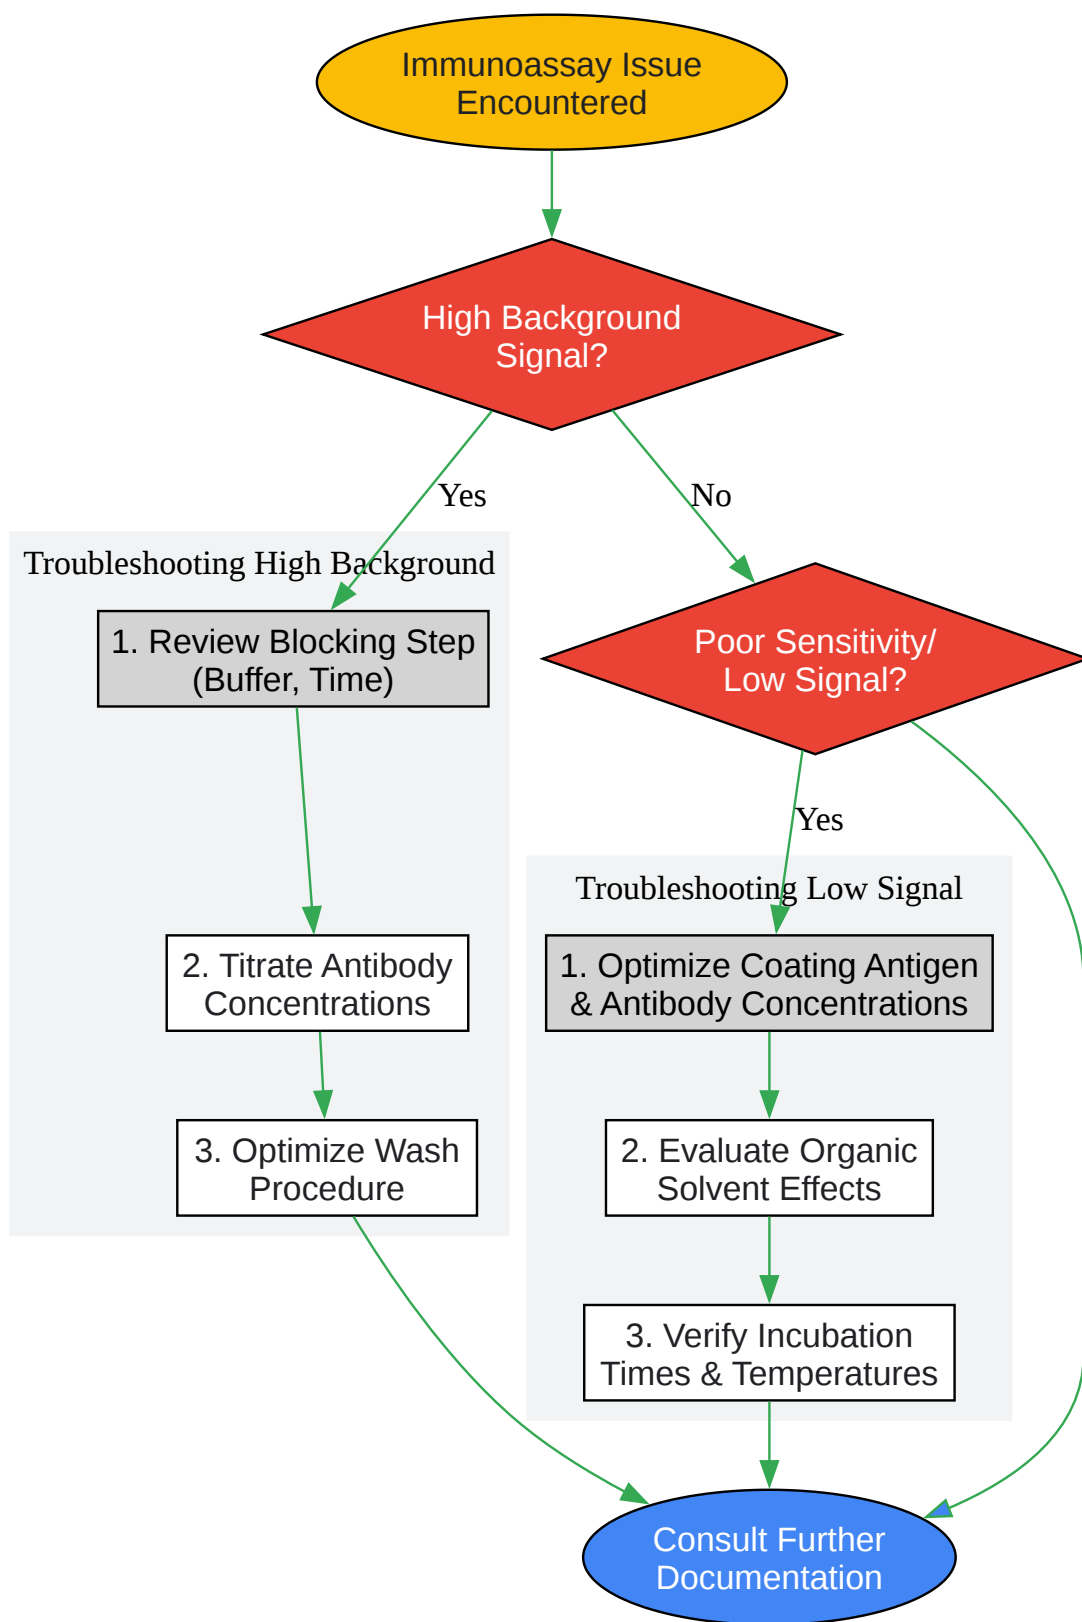 Immunoassay Issue
Encountered
High Background
Signal?
Yes
No
Troubleshooting High Background
1. Review Blocking Step
(Buffer, Time)
2. Titrate Antibody
Concentrations
3. Optimize Wash
Procedure
Poor Sensitivity/
Low Signal?
Yes
Troubleshooting Low Signal
1. Optimize Coating Antigen
& Antibody Concentrations
2. Evaluate Organic
Solvent Effects
3. Verify Incubation
Times & Temperatures
Consult Further
Documentation